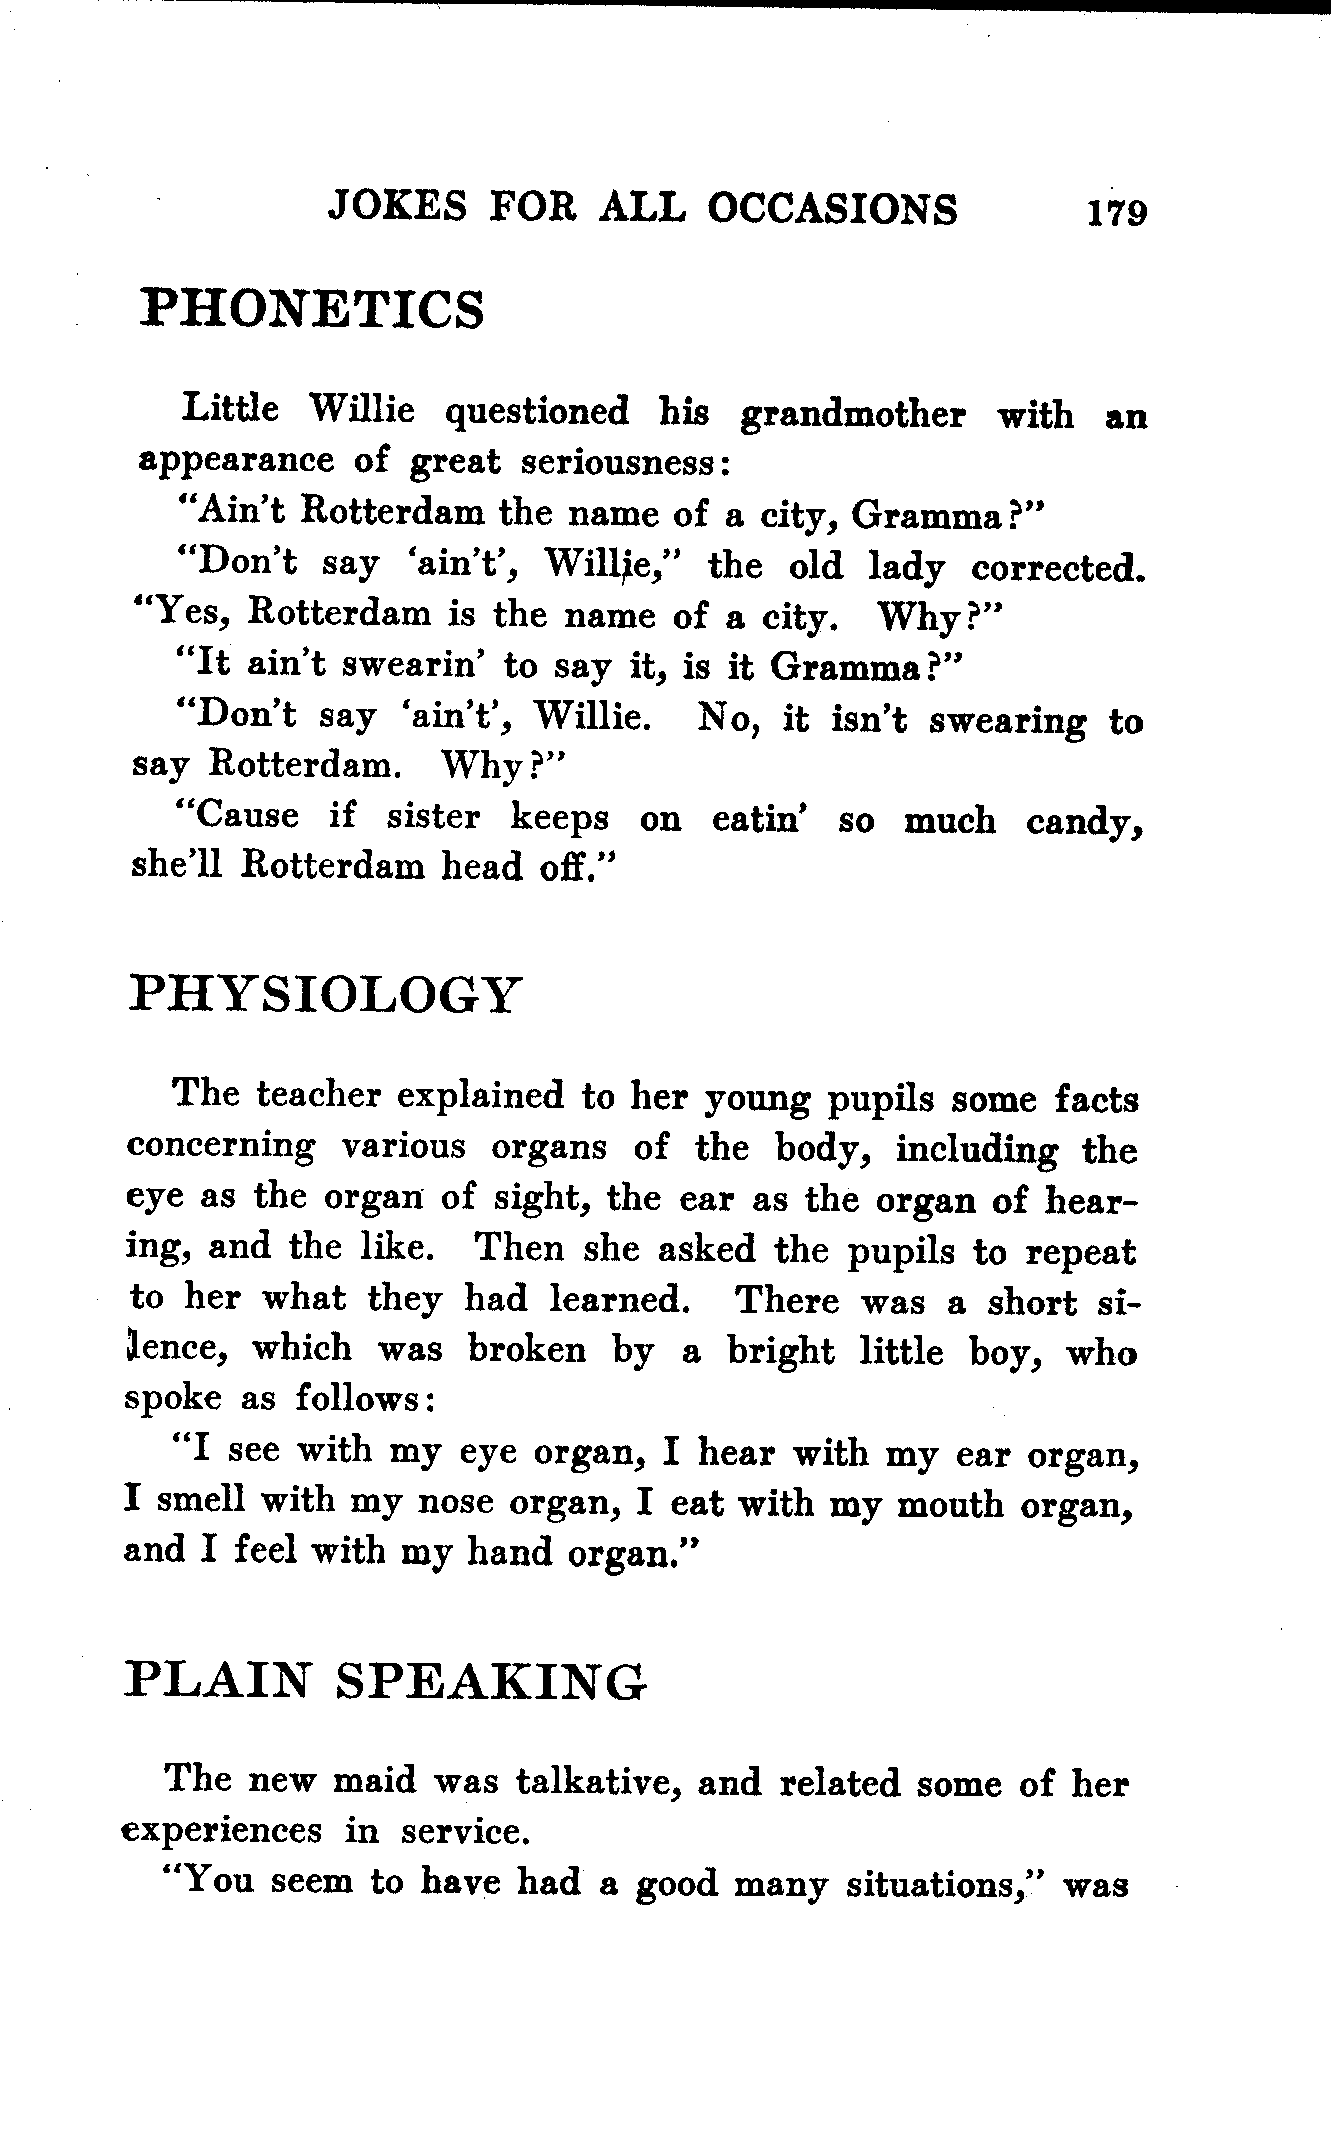 JOKES FOR ALL OCCASIONS 179
PHONETICS
Little Willie questioned his grandmother with an
appearance of great seriousness:
"Ain't Rotterdam the name of a city, Gramma?"
"Don't say 'ain't', Willie," the old lady corrected.
"Yes, Rotterdam is the name of a city. Why?"
"It ain't swearin' to say it, is it Gramma?"
"Don't say 'ain't', Willie. No, it isn't swearing to
say Rotterdam. Why?"
"Cause if sister keeps on eatin' so much candy,
she'll Rotterdam head off."
PHYSIOLOGY
The teacher explained to her young pupils some facts
concerning various organs of the body, including the
eye as the organ of sight, the ear as the organ of hear-
ing, and the like. Then she asked the pupils to repeat
to her what they had learned. There was a short si-
lence, which was broken by a bright little boy, who
spoke as follows:
"I see with my eye organ, I hear with my ear organ,
I smell with my nose organ, I eat with my mouth organ,
and I feel with my hand organ."
PLAIN SPEAKING
The new maid was talkative, and related some of her
experiences in service.
"You seem to have had a good many situations," was